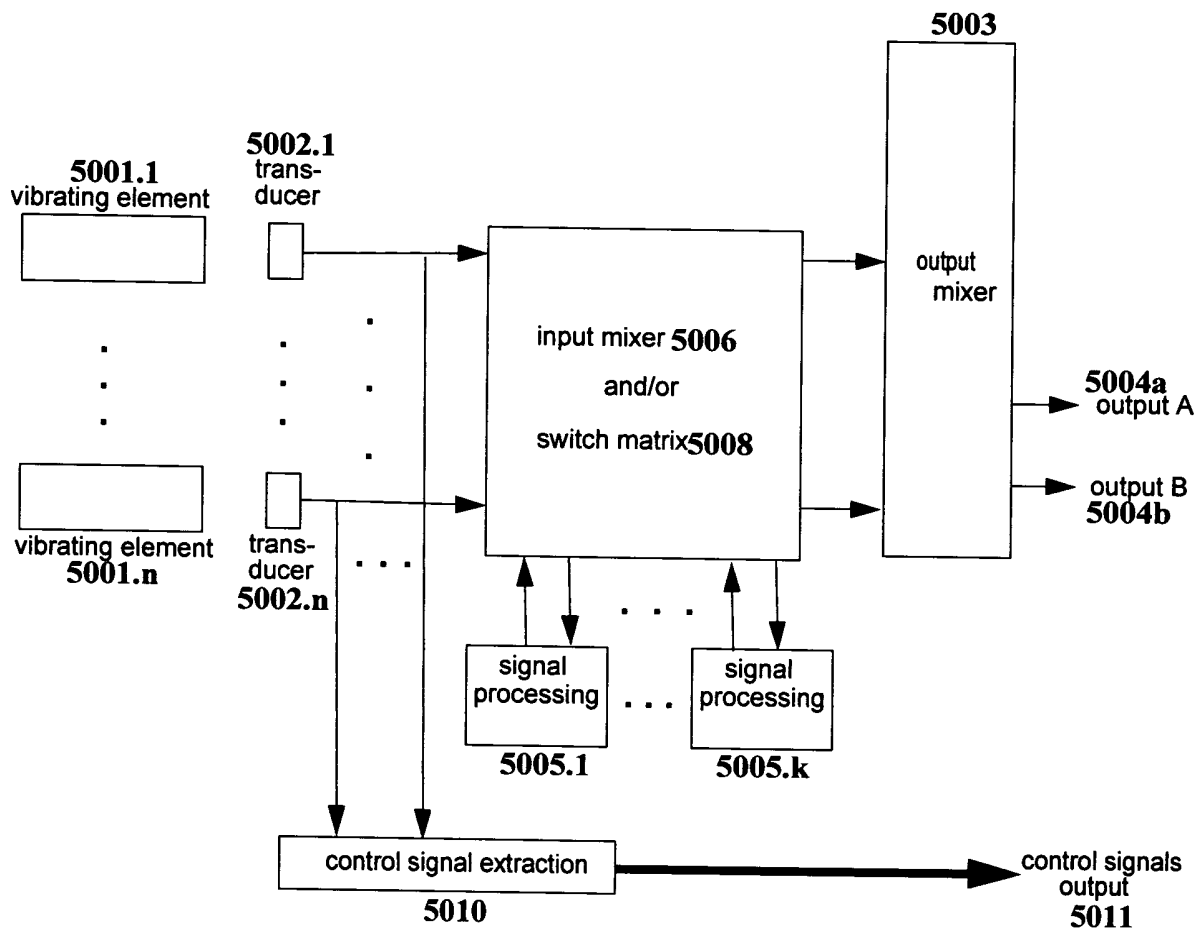 5003
5002.1
trans-
ducer
5001.1
vibrating element
output
mixer
input mixer 5006
and/or
switch matrix 5008
5004a
output A
output B
5004b
vibrating element
5001.n
trans-
ducer
5002.n
signal
processing
5005.1
signal
processing
5005.k
control signal extraction
5010
control signals
output
5011